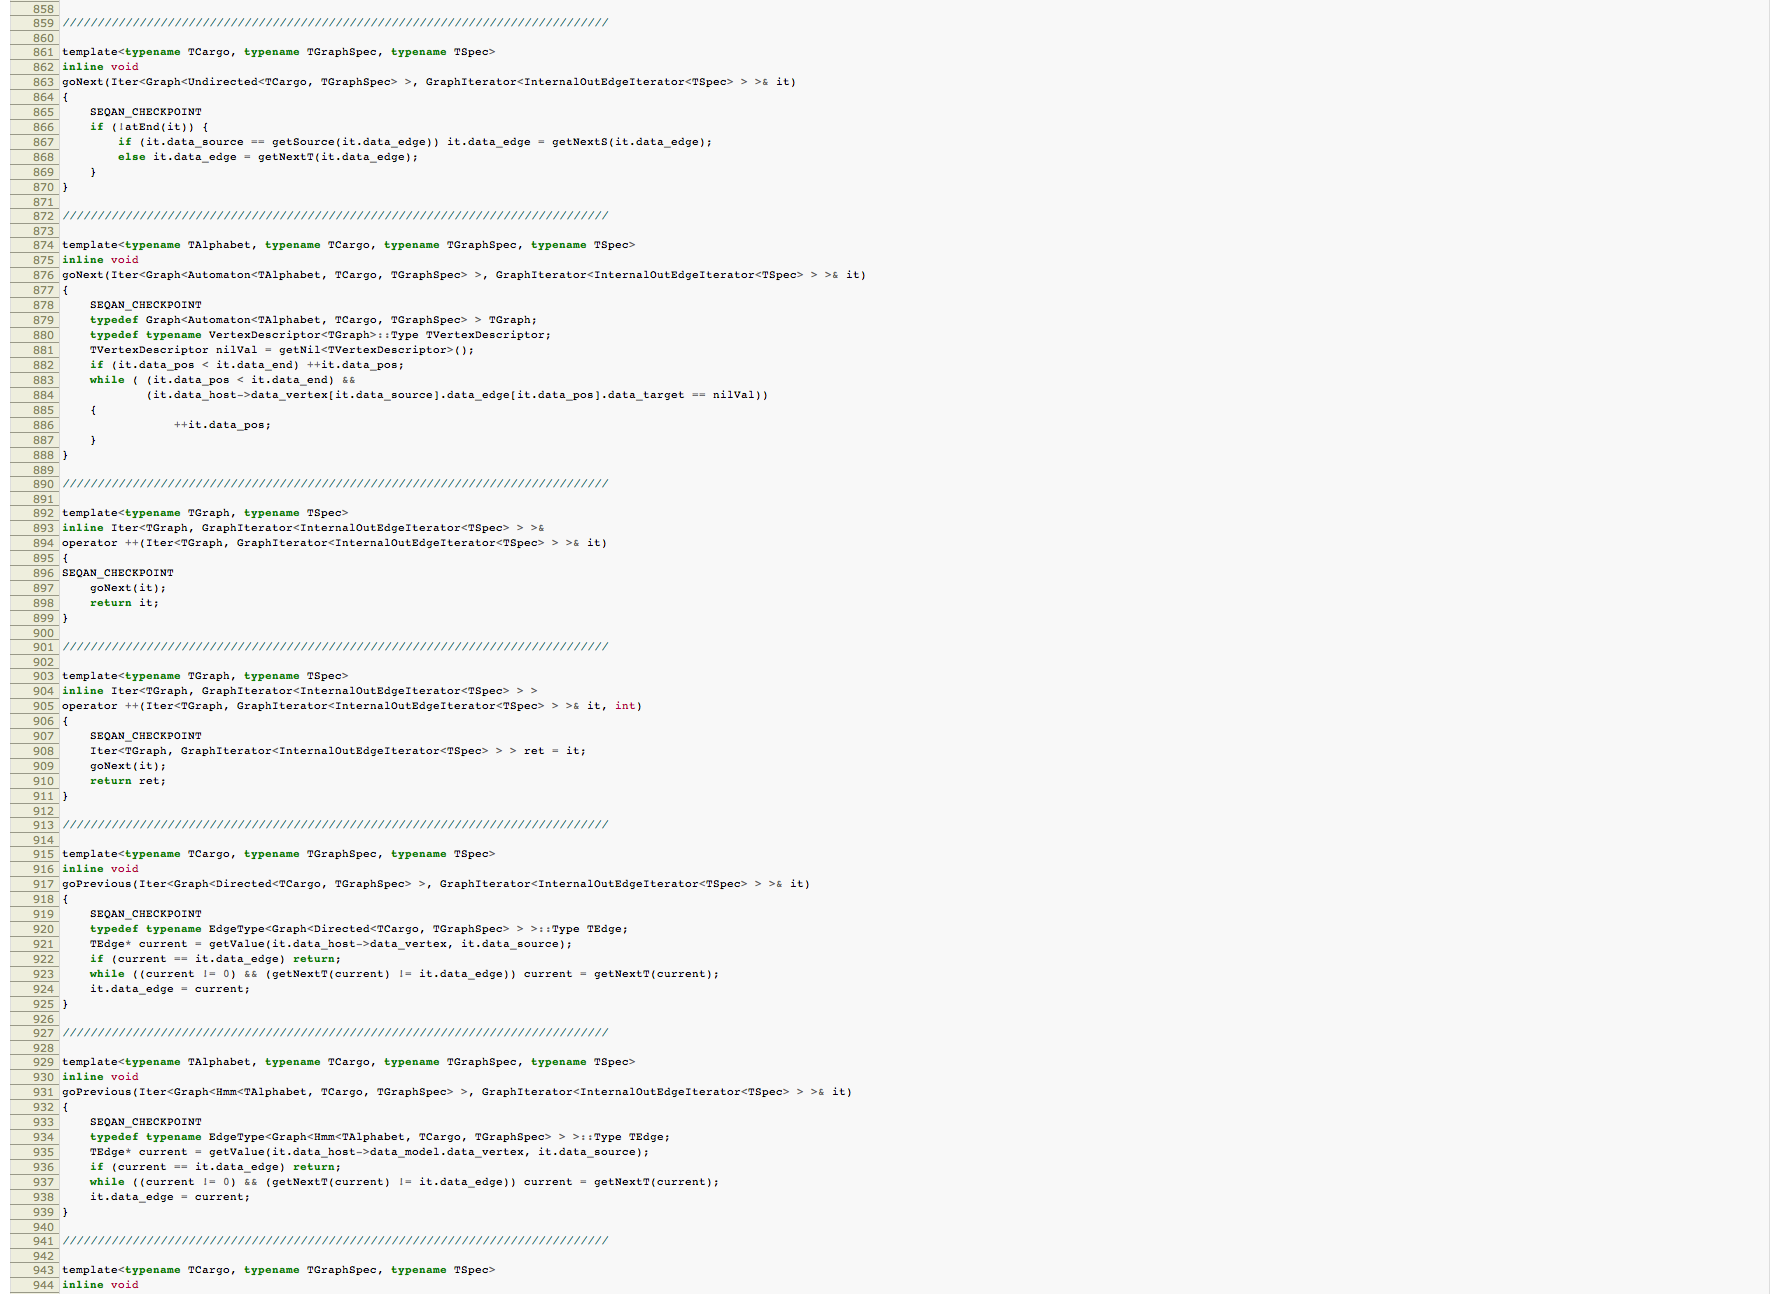 858
859 //////////////////////////////////////////////////////////////////////////////
860
861 template<typename TCargo, typename TGraphSpec, typename TSpec>
862 inline void
863 goNext(Iter<Graph<Undirected<TCargo, TGraphSpec> >, GraphIterator<InternalOutEdgeIterator<TSpec> > >& it)
864 {
865     SEQAN_CHECKPOINT
866     if (!atEnd(it)) {
867         if (it.data_source == getSource(it.data_edge)) it.data_edge = getNextS(it.data_edge);
868         else it.data_edge = getNextT(it.data_edge);
869     }
870 }
871
872 //////////////////////////////////////////////////////////////////////////////
873
874 template<typename TAlphabet, typename TCargo, typename TGraphSpec, typename TSpec>
875 inline void
876 goNext(Iter<Graph<Automaton<TAlphabet, TCargo, TGraphSpec> >, GraphIterator<InternalOutEdgeIterator<TSpec> > >& it)
877 {
878     SEQAN_CHECKPOINT
879     typedef Graph<Automaton<TAlphabet, TCargo, TGraphSpec> > TGraph;
880     typedef typename VertexDescriptor<TGraph>::Type TVertexDescriptor;
881     TVertexDescriptor nilVal = getNil<TVertexDescriptor>();
882     if (it.data_pos < it.data_end) ++it.data_pos;
883     while ( (it.data_pos < it.data_end) &&
884             (it.data_host->data_vertex[it.data_source].data_edge[it.data_pos].data_target == nilVal))
885     {
886                 ++it.data_pos;
887     }
888 }
889
890 //////////////////////////////////////////////////////////////////////////////
891
892 template<typename TGraph, typename TSpec>
893 inline Iter<TGraph, GraphIterator<InternalOutEdgeIterator<TSpec> > >&
894 operator ++(Iter<TGraph, GraphIterator<InternalOutEdgeIterator<TSpec> > >& it)
895 {
896 SEQAN_CHECKPOINT
897     goNext(it);
898     return it;
899 }
900
901 //////////////////////////////////////////////////////////////////////////////
902
903 template<typename TGraph, typename TSpec>
904 inline Iter<TGraph, GraphIterator<InternalOutEdgeIterator<TSpec> > >
905 operator ++(Iter<TGraph, GraphIterator<InternalOutEdgeIterator<TSpec> > >& it, int)
906 {
907     SEQAN_CHECKPOINT
908     Iter<TGraph, GraphIterator<InternalOutEdgeIterator<TSpec> > > ret = it;
909     goNext(it);
910     return ret;
911 }
912
913 //////////////////////////////////////////////////////////////////////////////
914
915 template<typename TCargo, typename TGraphSpec, typename TSpec>
916 inline void
917 goPrevious(Iter<Graph<Directed<TCargo, TGraphSpec> >, GraphIterator<InternalOutEdgeIterator<TSpec> > >& it)
918 {
919     SEQAN_CHECKPOINT
920     typedef typename EdgeType<Graph<Directed<TCargo, TGraphSpec> > >::Type TEdge;
921     TEdge* current = getValue(it.data_host->data_vertex, it.data_source);
922     if (current == it.data_edge) return;
923     while ((current != 0) && (getNextT(current) != it.data_edge)) current = getNextT(current);
924     it.data_edge = current;
925 }
926
927 //////////////////////////////////////////////////////////////////////////////
928
929 template<typename TAlphabet, typename TCargo, typename TGraphSpec, typename TSpec>
930 inline void
931 goPrevious(Iter<Graph<Hmm<TAlphabet, TCargo, TGraphSpec> >, GraphIterator<InternalOutEdgeIterator<TSpec> > >& it)
932 {
933     SEQAN_CHECKPOINT
934     typedef typename EdgeType<Graph<Hmm<TAlphabet, TCargo, TGraphSpec> > >::Type TEdge;
935     TEdge* current = getValue(it.data_host->data_model.data_vertex, it.data_source);
936     if (current == it.data_edge) return;
937     while ((current != 0) && (getNextT(current) != it.data_edge)) current = getNextT(current);
938     it.data_edge = current;
939 }
940
941 //////////////////////////////////////////////////////////////////////////////
942
943 template<typename TCargo, typename TGraphSpec, typename TSpec>
944 inline void